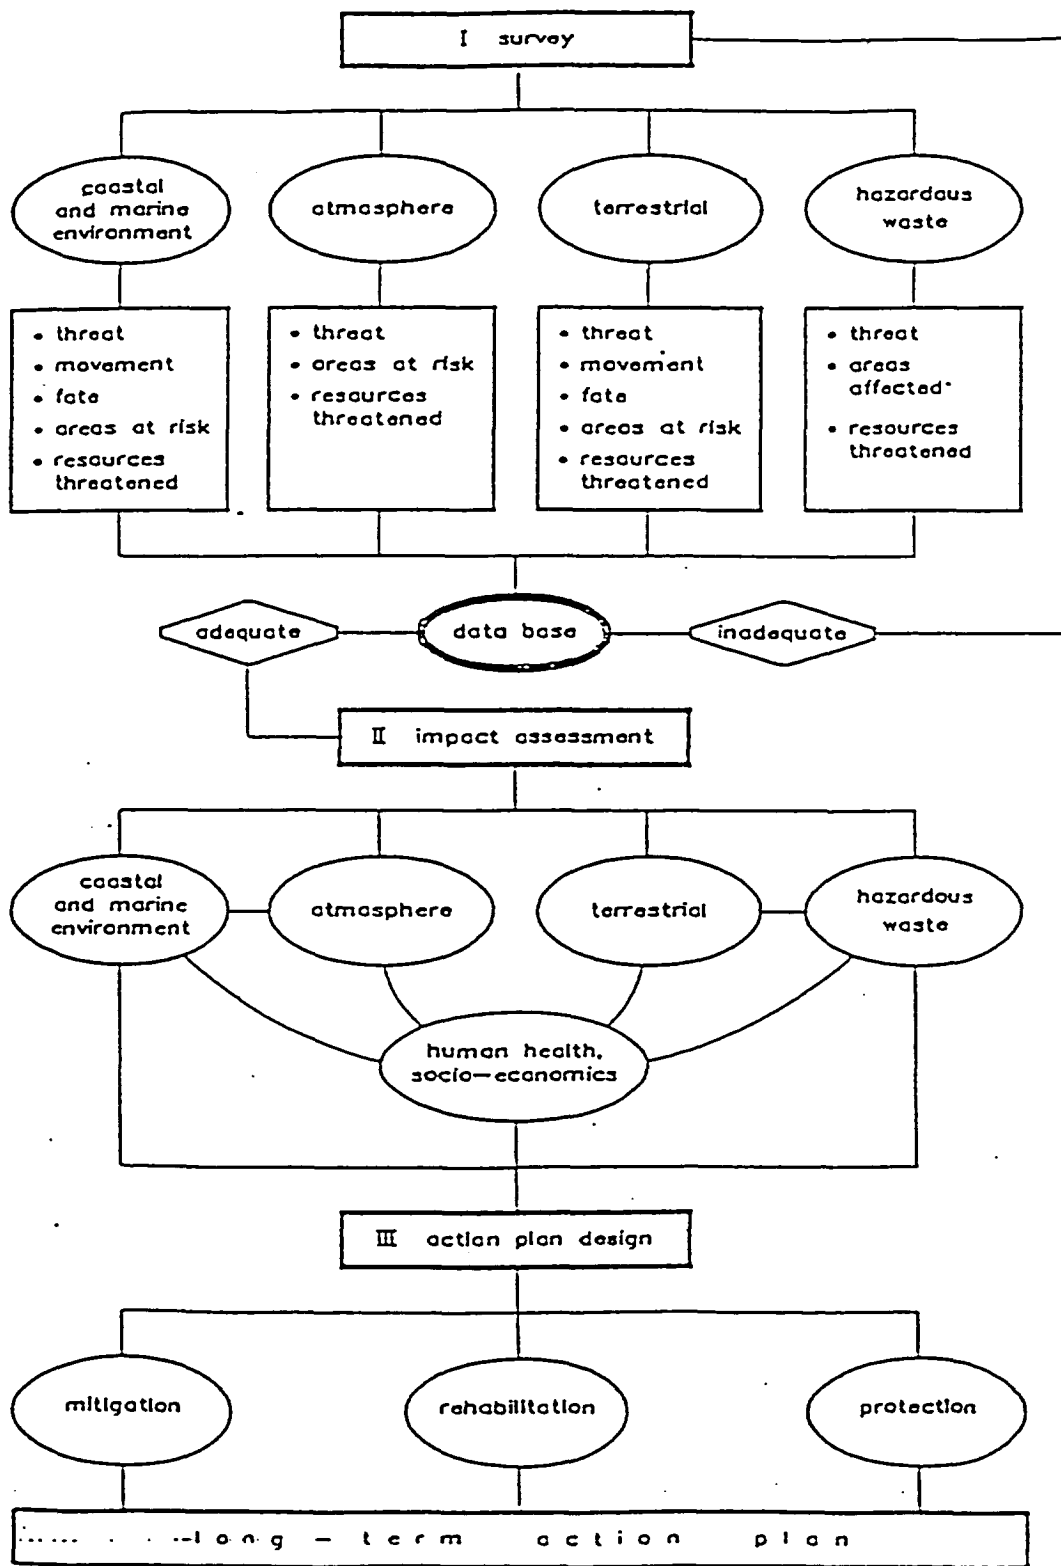 I survey
coastal
and marine
environment
atmosphere
terrestrial
hazardous
waste
• threat
• movement
• fate
• areas at risk
• resources
threatened
• threat
• areas at risk
• resources
threatened
• threat
• movement
• fate
• areas at risk
• resources
threatened
• threat
• areas
affected
• resources
threatened
adequate
data base
inadequate
II impact assessment
coastal
and marine
environment
atmosphere
terrestrial
hazardous
waste
human health,
socio-economics
III action plan design
mitigation
rehabilitation
protection
long - term action plan